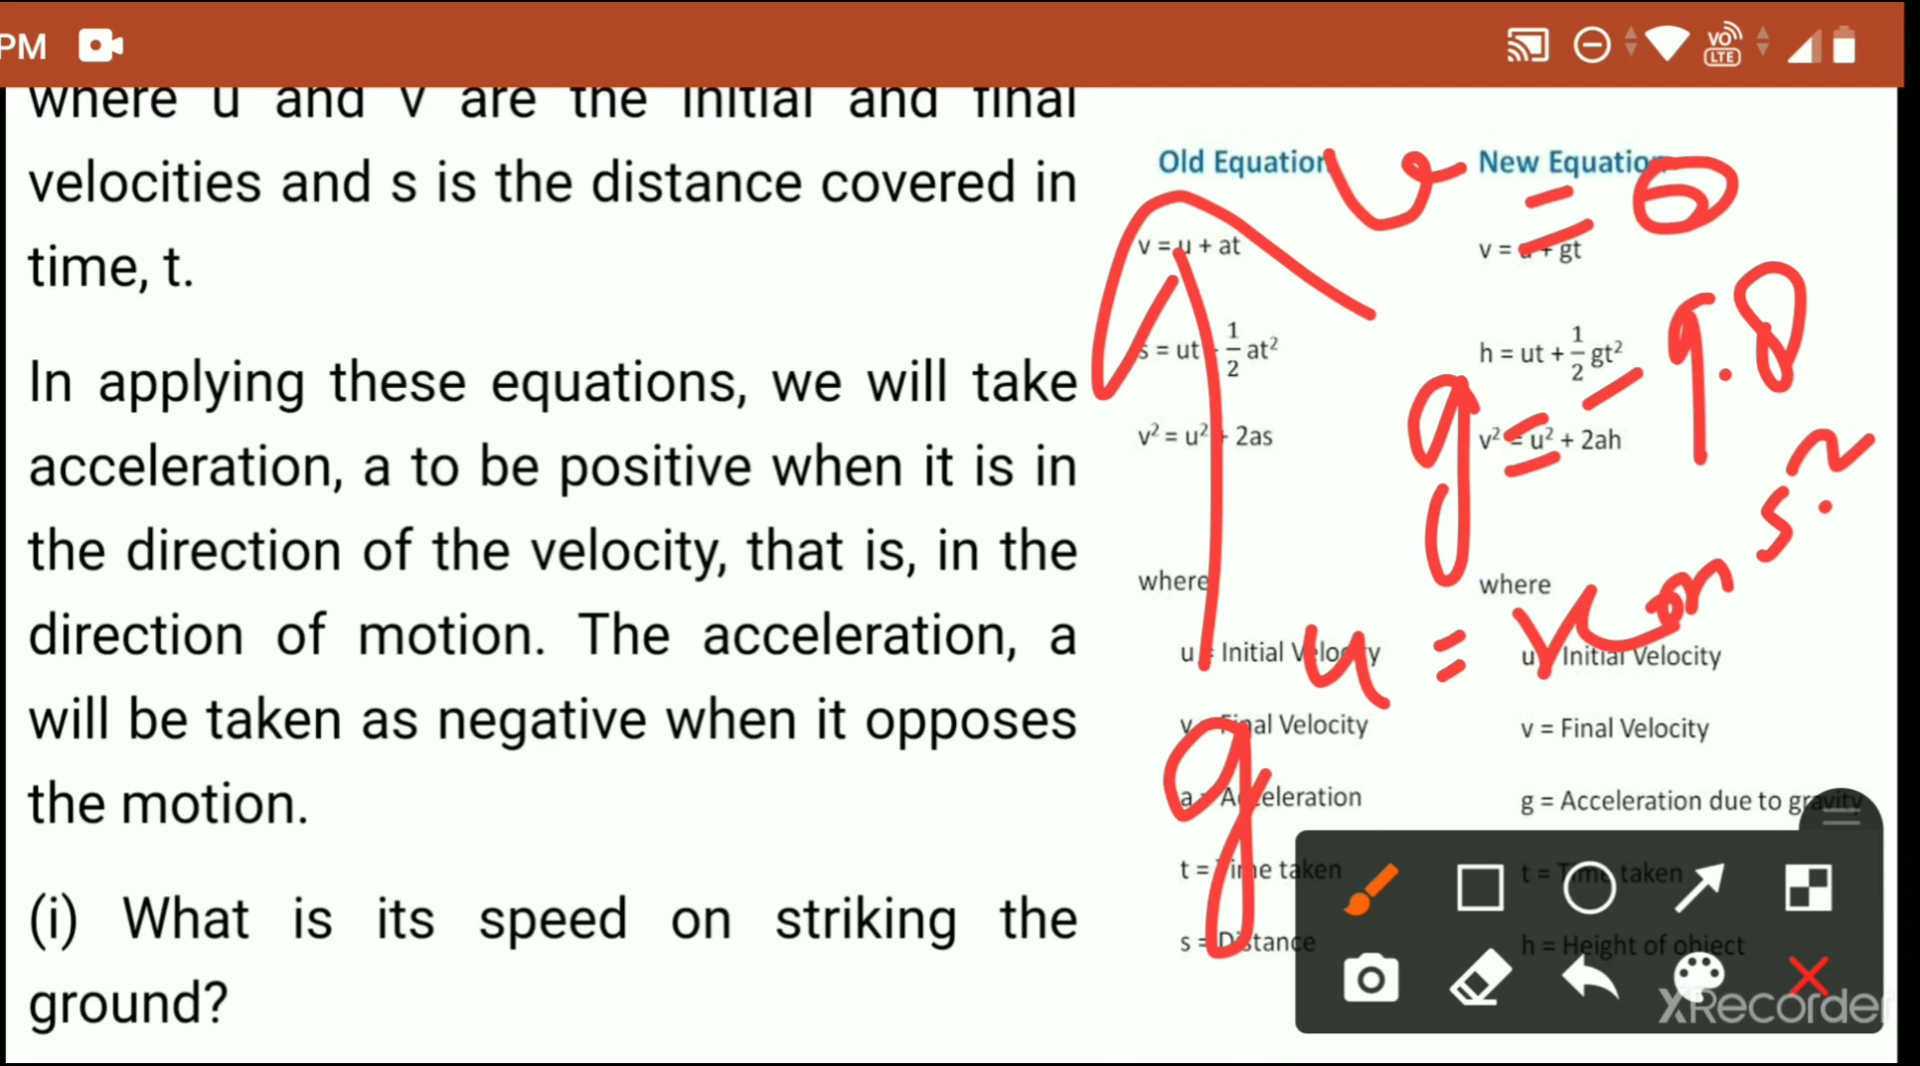 PM
VO
LTE
where u and v are the initial and final
velocities and s is the distance covered in
time, t.
In applying these equations, we will take
acceleration, a to be positive when it is in
the direction of the velocity, that is, in the
direction of motion. The acceleration, a
will be taken as negative when it opposes
the motion.
(i) What is its speed on striking the
ground?
Old Equation
v = u + at
s = ut + 1/2 at²
v² = u² + 2as
where
u = Initial Velocity
v = Final Velocity
a = Acceleration
t = Time taken
s = Distance
New Equation
v = u + gt
h = ut + 1/2 gt²
v² = u² + 2ah
where
u = Initial Velocity
v = Final Velocity
g = Acceleration due to gravity
t = Time taken
h = Height of object
v = 0
g = - 9.8
u =
g
XRecorder